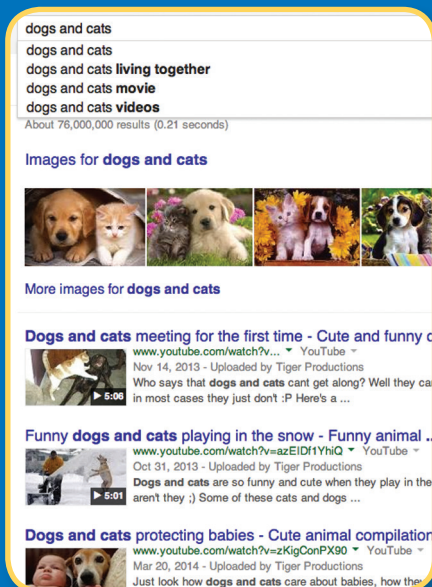 dogs and cats
dogs and cats
dogs and cats living together
dogs and cats movie
dogs and cats videos
About 76,000,000 results (0.21 seconds)
Images for dogs and cats
More images for dogs and cats
Dogs and cats meeting for the first time - Cute and funny
www.youtube.com/watch?v... YouTube
Nov 14, 2013 - Uploaded by Tiger Productions
Who says that dogs and cats cant get along? Well they
▶ 5:06 in most cases they just don't :P Here's a ...
Funny dogs and cats playing in the snow - Funny animal ..
www.youtube.com/watch?v=azEIDf1YhiQ YouTube
Oct 31, 2013 - Uploaded by Tiger Productions
Dogs and cats are so funny and cute when they play in the
▶ 5:01 aren't they ;) Some of these cats and dogs ...
Dogs and cats protecting babies - Cute animal compilation
www.youtube.com/watch?v=zKigConPX90 YouTube
Mar 20, 2014 - Uploaded by Tiger Productions
Just look how dogs and cats care about babies, how